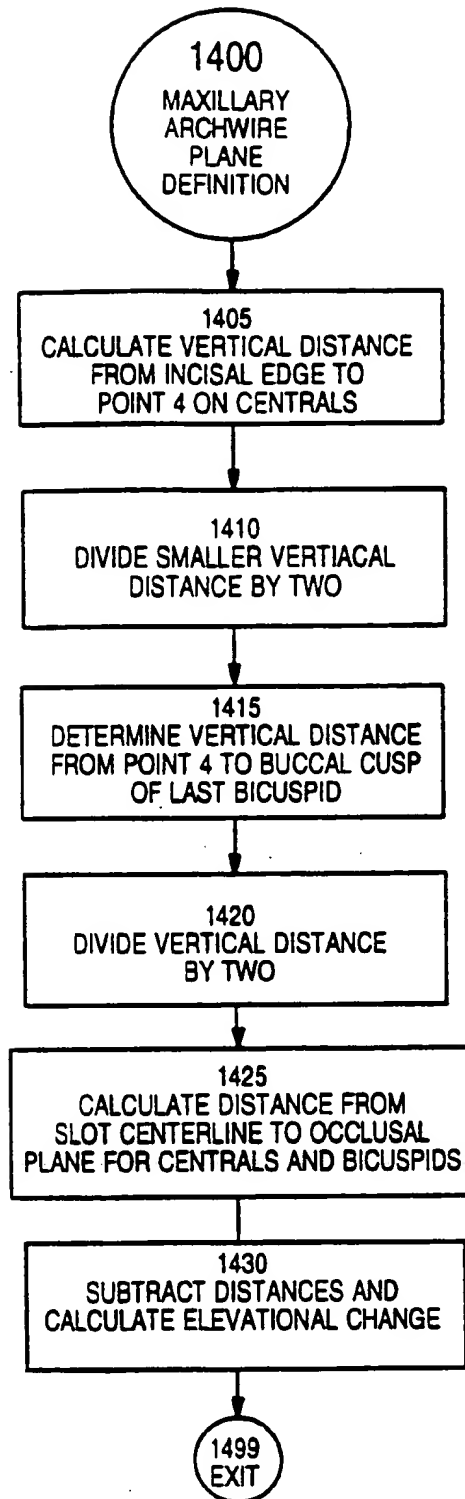 1400
MAXILLARY
ARCHWIRE
PLANE
DEFINITION
1405
CALCULATE VERTICAL DISTANCE
FROM INCISAL EDGE TO
POINT 4 ON CENTRALS
1410
DIVIDE SMALLER VERTIACAL
DISTANCE BY TWO
1415
DETERMINE VERTICAL DISTANCE
FROM POINT 4 TO BUCCAL CUSP
OF LAST BICUSPID
1420
DIVIDE VERTICAL DISTANCE
BY TWO
1425
CALCULATE DISTANCE FROM
SLOT CENTERLINE TO OCCLUSAL
PLANE FOR CENTRALS AND BICUSPIDS
1430
SUBTRACT DISTANCES AND
CALCULATE ELEVATIONAL CHANGE
1499
EXIT